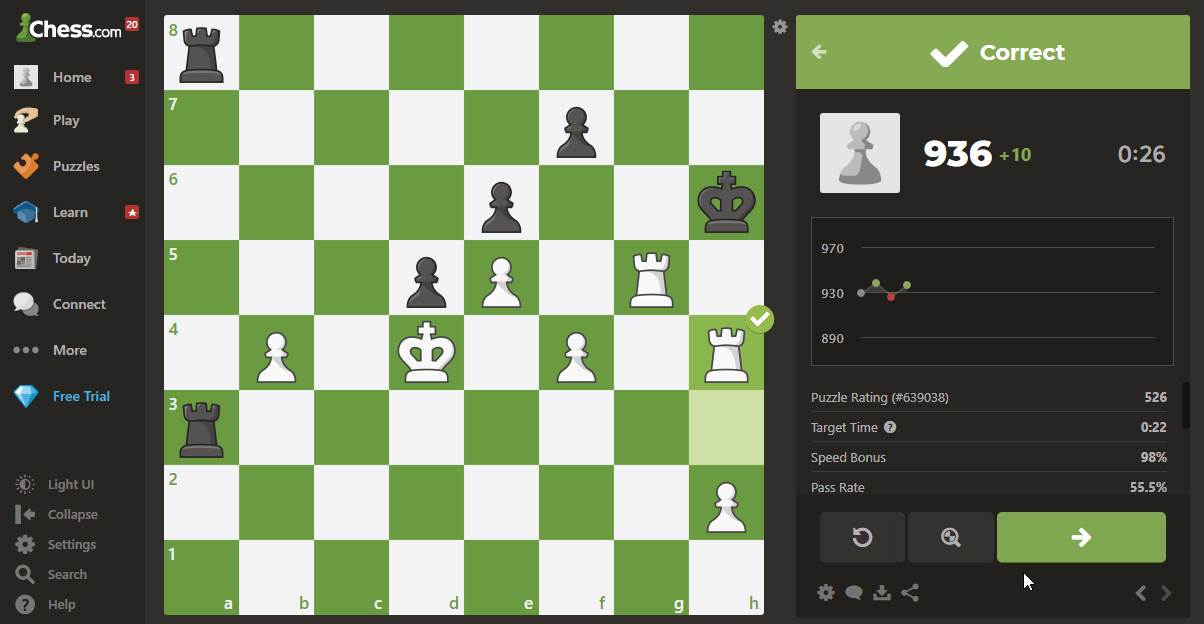 Chess.com 20
Home 3
Play
Puzzles
Learn
Today
Connect
More
Free Trial
Light UI
Collapse
Settings
Search
Help
8
7
6
5
4
3
2
1
a b c d e f g h
Correct
936 +10 0:26
970
930
890
Puzzle Rating (#639038) 526
Target Time ? 0:22
Speed Bonus 98%
Pass Rate 55.5%